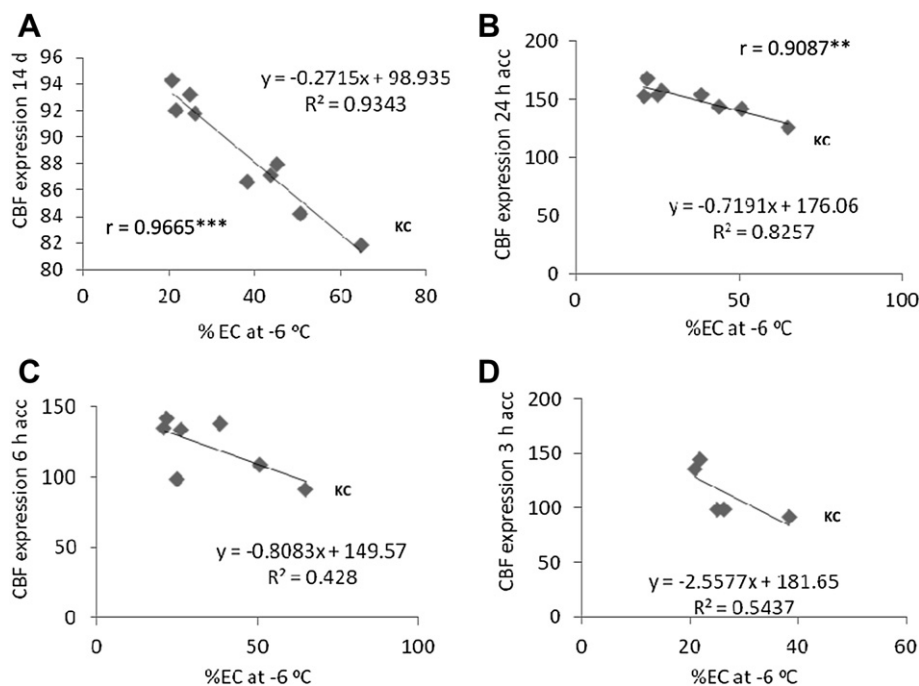 A
CBF expression 14 d
96
94
92
90
88
86
84
82
80
y = -0.2715x + 98.935
R² = 0.9343
r = 0.9665***
KC
0 20 40 60 80
% EC at -6 ºC
B
CBF expression 24 h acc
200
150
100
50
0
r = 0.9087**
KC
y = -0.7191x + 176.06
R² = 0.8257
0 50 100
%EC at -6 ºC
C
CBF expression 6 h acc
150
100
50
0
KC
y = -0.8083x + 149.57
R² = 0.428
0 50 100
%EC at -6 ºC
D
CBF expression 3 h acc
200
150
100
50
0
KC
y = -2.5577x + 181.65
R² = 0.5437
0 20 40 60
%EC at -6 ºC